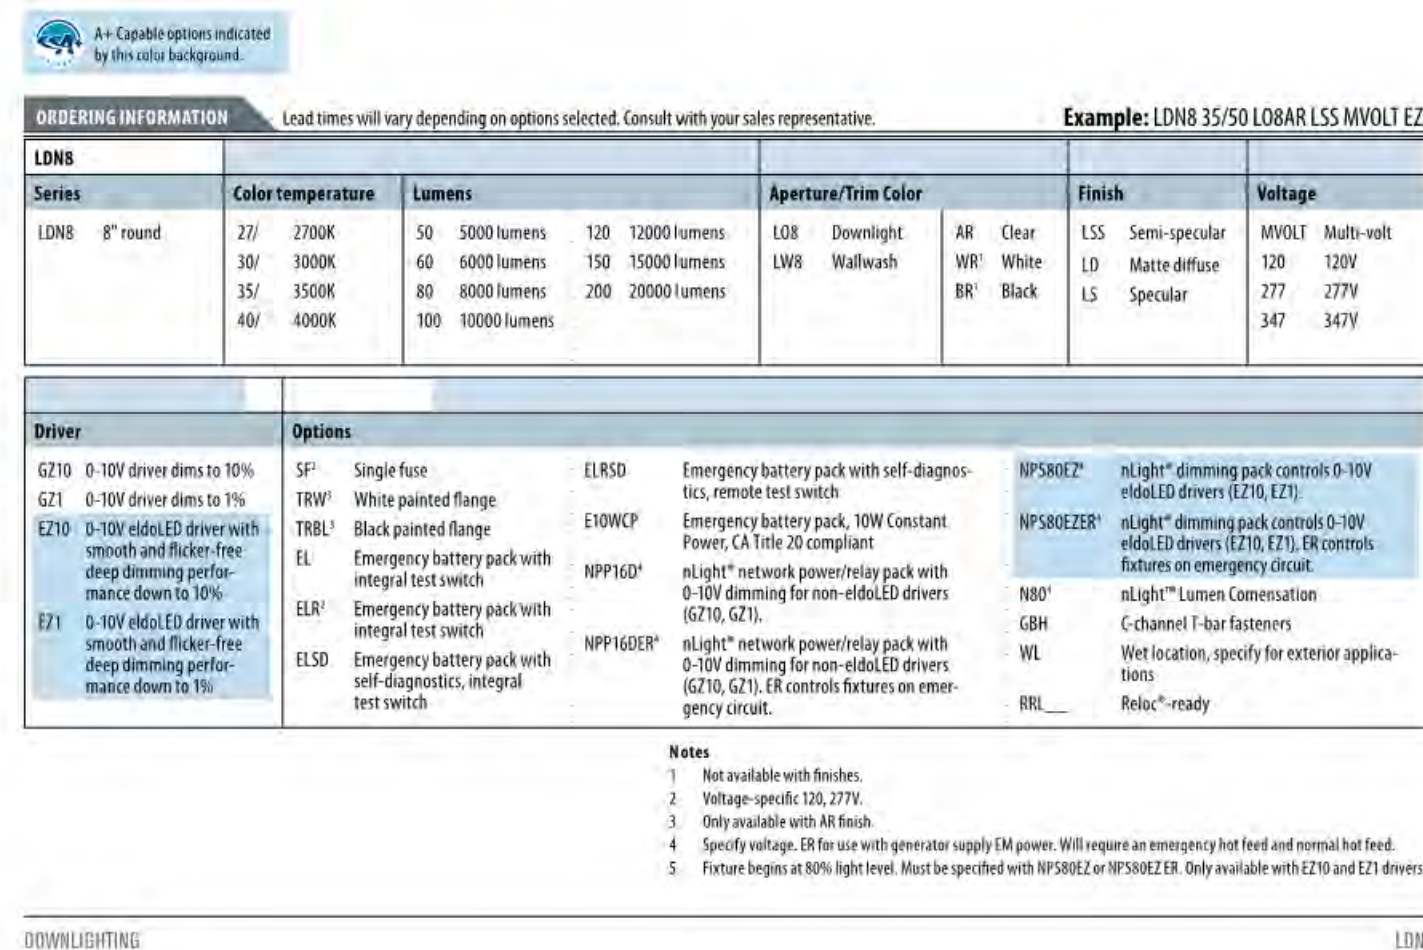 A+ Capable options indicated
by this color background.
ORDERING INFORMATION Lead times will vary depending on options selected. Consult with your sales representative. Example: LDN8 35/50 LO8AR LSS MVOLT EZ
LDN8
Series Color temperature Lumens Aperture/Trim Color Finish Voltage
LDN8 8" round 27/ 2700K 50 5000 lumens 120 12000 lumens LO8 Downlight AR Clear LSS Semi-specular MVOLT Multi-volt
30/ 3000K 60 6000 lumens 150 15000 lumens LW8 Wallwash WR¹ White LD Matte diffuse 120 120V
35/ 3500K 80 8000 lumens 200 20000 lumens BR¹ Black LS Specular 277 277V
40/ 4000K 100 10000 lumens 347 347V
Driver Options
GZ10 0-10V driver dims to 10%
GZ1 0-10V driver dims to 1%
EZ10 0-10V eldoLED driver with
smooth and flicker-free
deep dimming perfor-
mance down to 10%
EZ1 0-10V eldoLED driver with
smooth and flicker-free
deep dimming perfor-
mance down to 1%
SF² Single fuse
TRW³ White painted flange
TRBL³ Black painted flange
EL Emergency battery pack with
integral test switch
ELR² Emergency battery pack with
integral test switch
ELSD Emergency battery pack with
self-diagnostics, integral
test switch
ELRSD Emergency battery pack with self-diagnos-
tics, remote test switch
E10WCP Emergency battery pack, 10W Constant
Power, CA Title 20 compliant
NPP16D⁴ nLight® network power/relay pack with
0-10V dimming for non-eldoLED drivers
(GZ10, GZ1).
NPP16DER⁴ nLight® network power/relay pack with
0-10V dimming for non-eldoLED drivers
(GZ10, GZ1). ER controls fixtures on emer-
gency circuit.
NPS80EZ⁴ nLight® dimming pack controls 0-10V
eldoLED drivers (EZ10, EZ1).
NPS80EZER⁴ nLight® dimming pack controls 0-10V
eldoLED drivers (EZ10, EZ1). ER controls
fixtures on emergency circuit.
N80 nLight™ Lumen Comensation
GBH C-channel T-bar fasteners
WL Wet location, specify for exterior applica-
tions
RRL___ Reloc®-ready
Notes
1 Not available with finishes.
2 Voltage-specific 120, 277V.
3 Only available with AR finish.
4 Specify voltage. ER for use with generator supply EM power. Will require an emergency hot feed and normal hot feed.
5 Fixture begins at 80% light level. Must be specified with NPS80EZ or NPS80EZ ER. Only available with EZ10 and EZ1 drivers
DOWNLIGHTING LDN